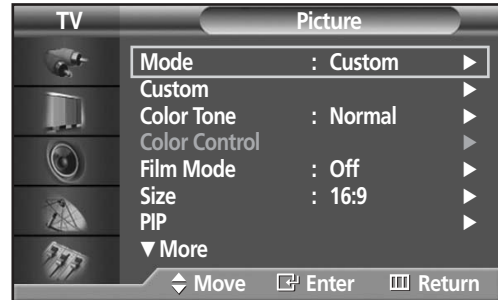 TV Picture
Mode : Custom ▶
Custom ▶
Color Tone : Normal ▶
Color Control ▶
Film Mode : Off ▶
Size : 16:9 ▶
PIP ▶
▼ More
Move Enter Return